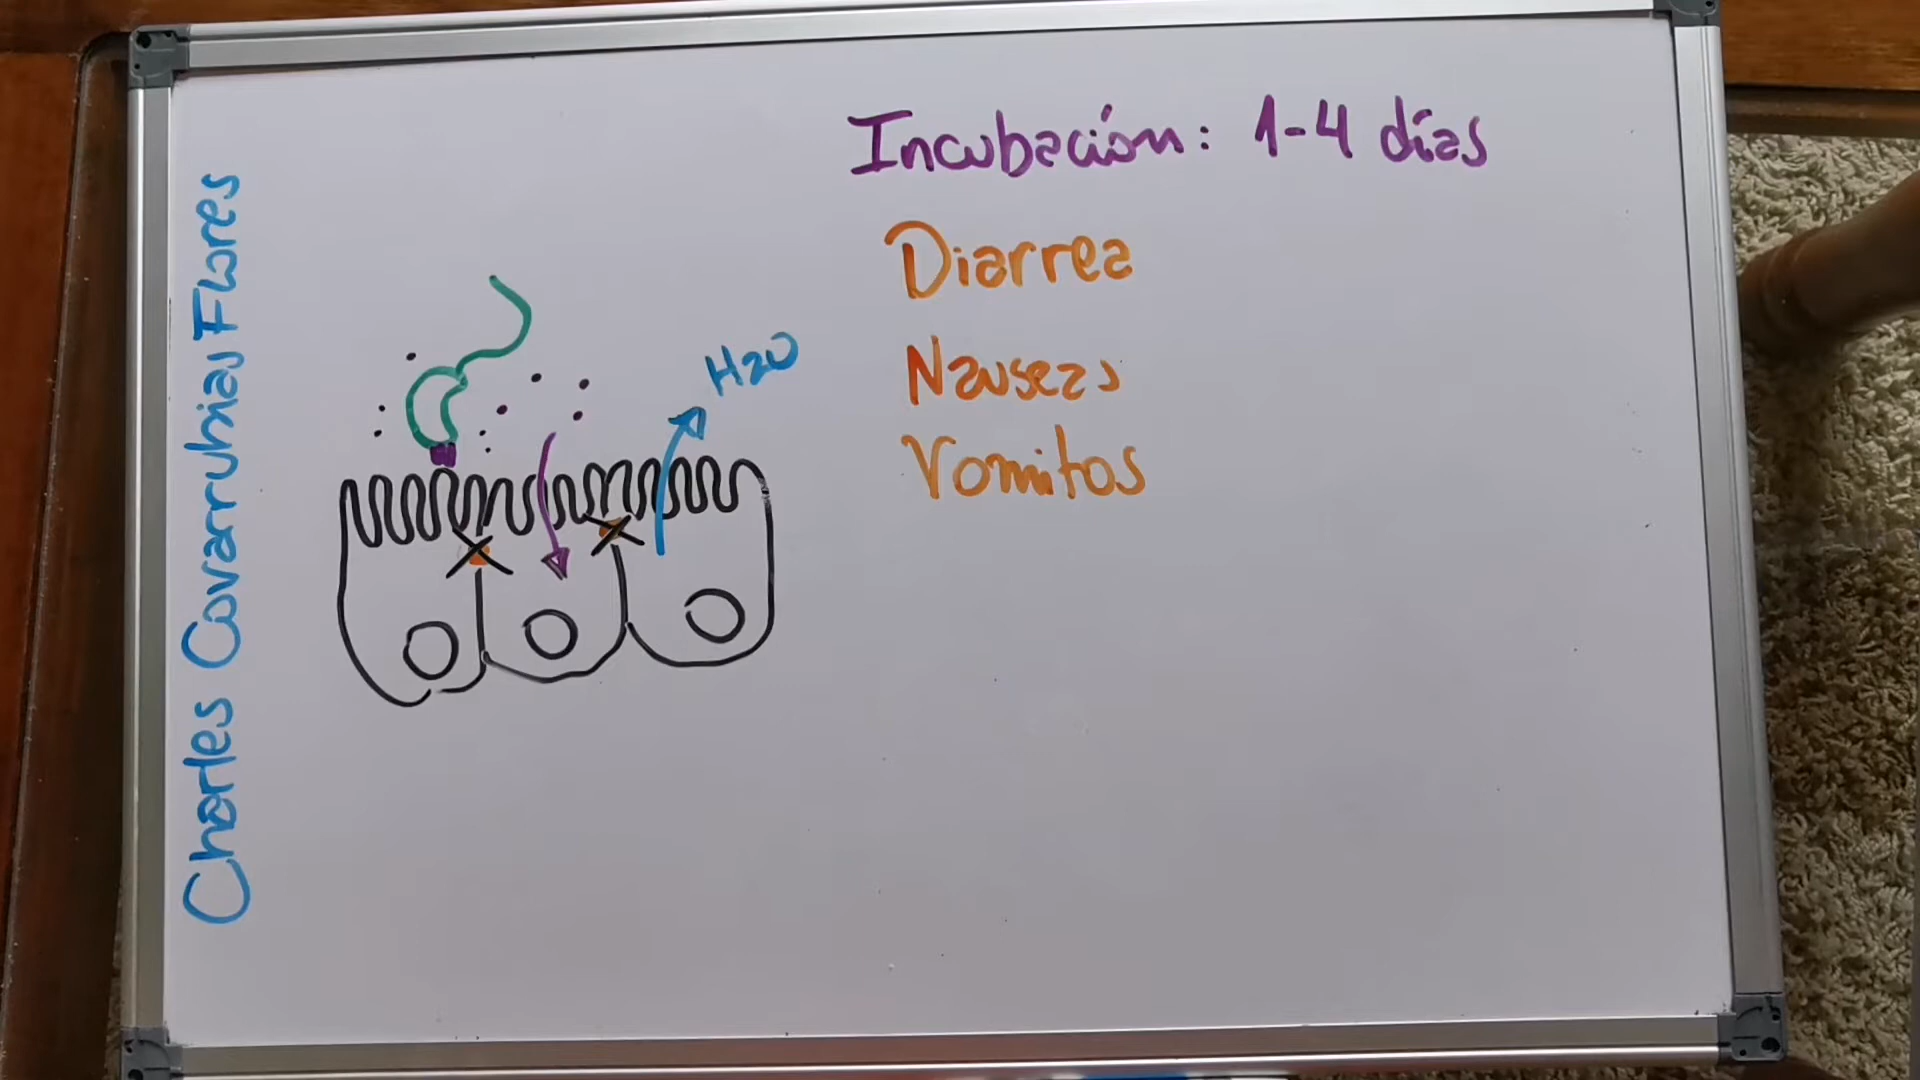 Charles Covarrubias Flores
Incubación: 1-4 días
Diarrea
H2O
Nauseas
Vomitos